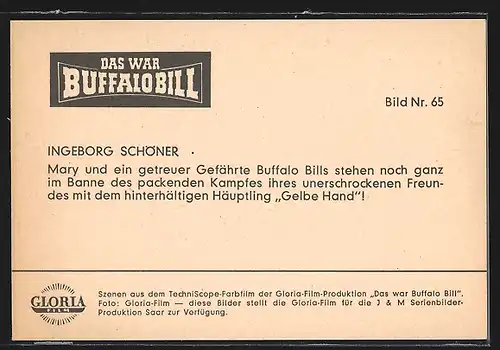 DAS WAR
BUFFALO BILL
Bild Nr. 65
INGEBORG SCHÖNER .
Mary und ein getreuer Gefährte Buffalo Bills stehen noch ganz
im Banne des packenden Kampfes ihres unerschrockenen Freun-
des mit dem hinterhältigen Häuptling „Gelbe Hand"!
GLORIA
FILM
Szenen aus dem TechniScope-Farbfilm der Gloria-Film-Produktion „Das war Buffalo Bill".
Foto: Gloria-Film — diese Bilder stellt die Gloria-Film für die J & M Serienbilder-
Produktion Saar zur Verfügung.